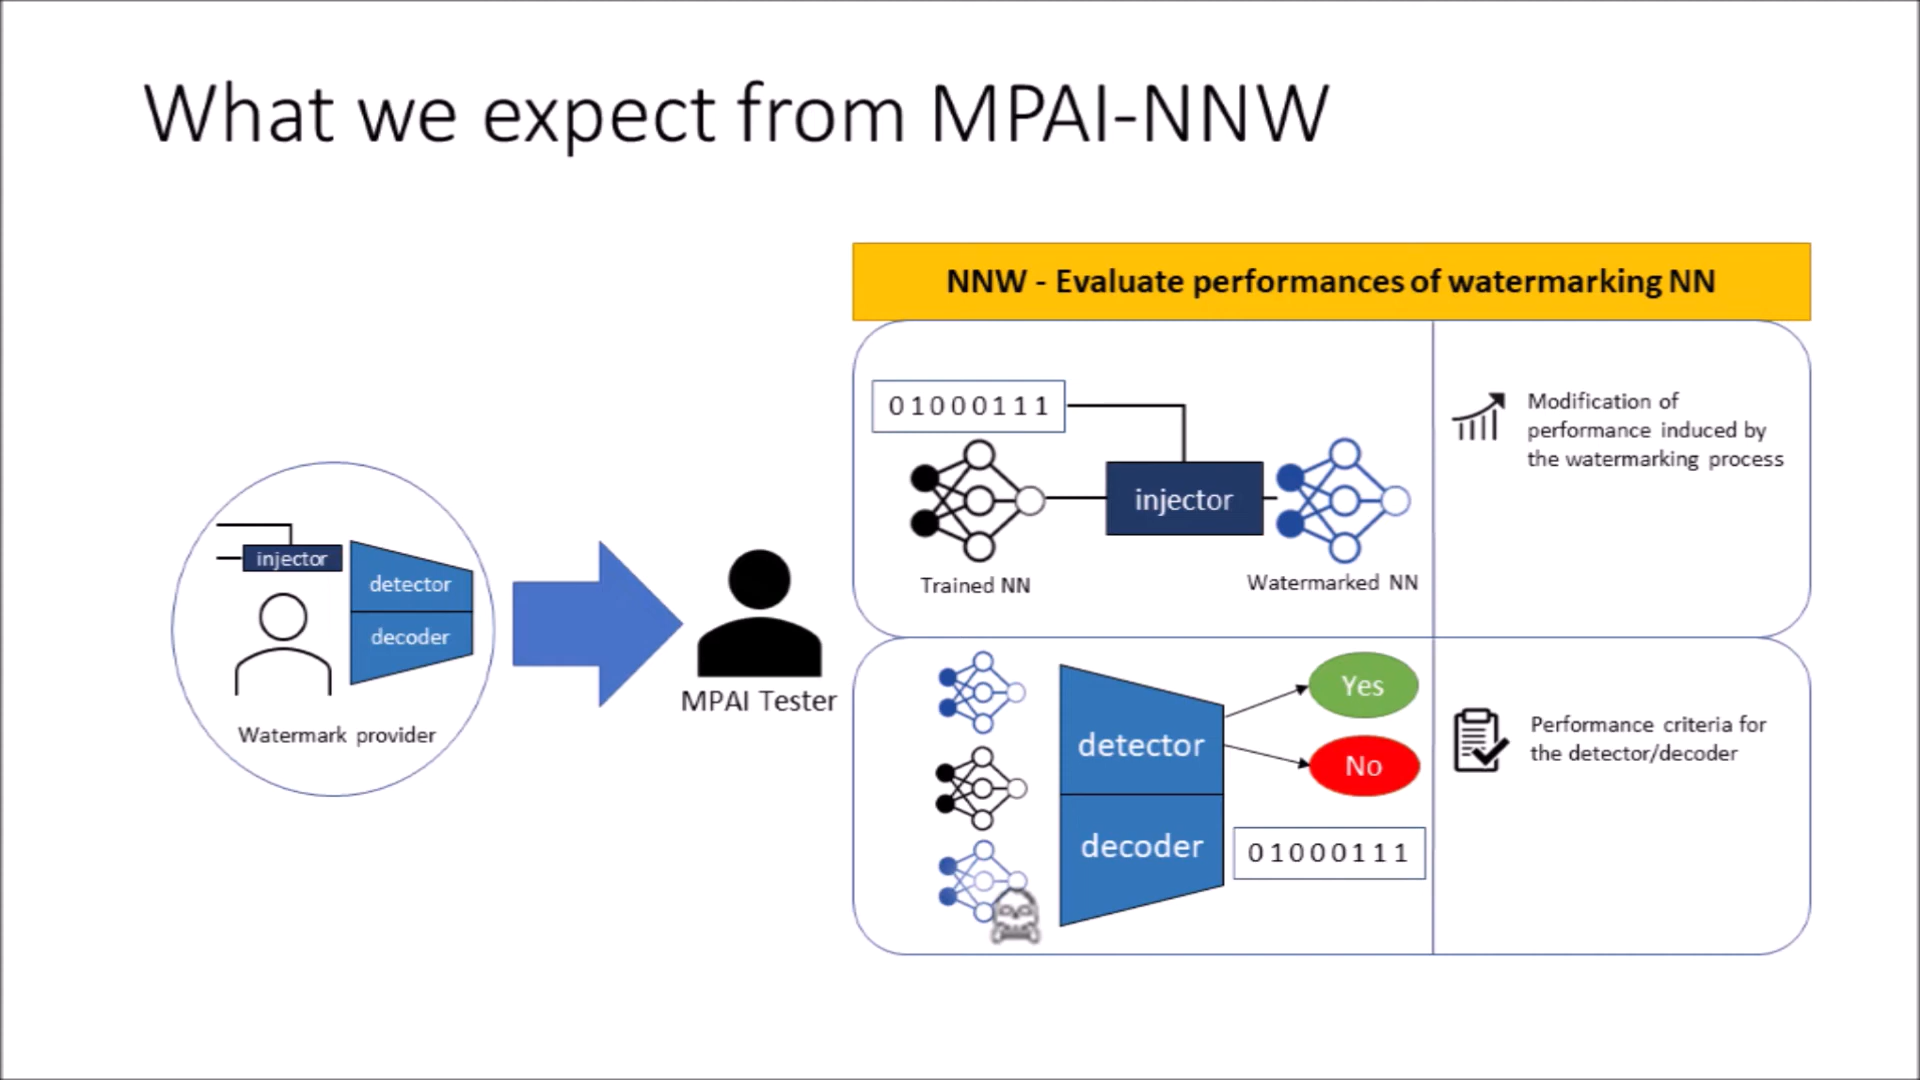 What we expect from MPAI-NNW
NNW - Evaluate performances of watermarking NN
injector
detector
decoder
Watermark provider
MPAI Tester
01000111
injector
Trained NN
Watermarked NN
Modification of
performance induced by
the watermarking process
detector
decoder
Yes
No
01000111
Performance criteria for
the detector/decoder